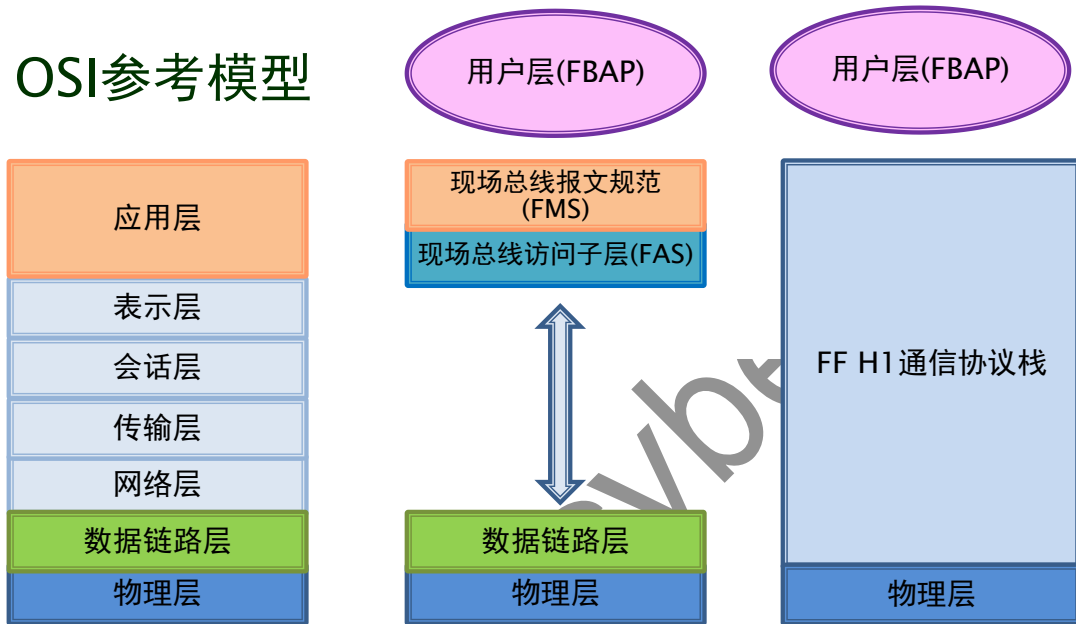 OSI参考模型
应用层
表示层
会话层
传输层
网络层
数据链路层
物理层
用户层(FBAP)
现场总线报文规范
(FMS)
现场总线访问子层(FAS)
数据链路层
物理层
用户层(FBAP)
FF H1通信协议栈
物理层